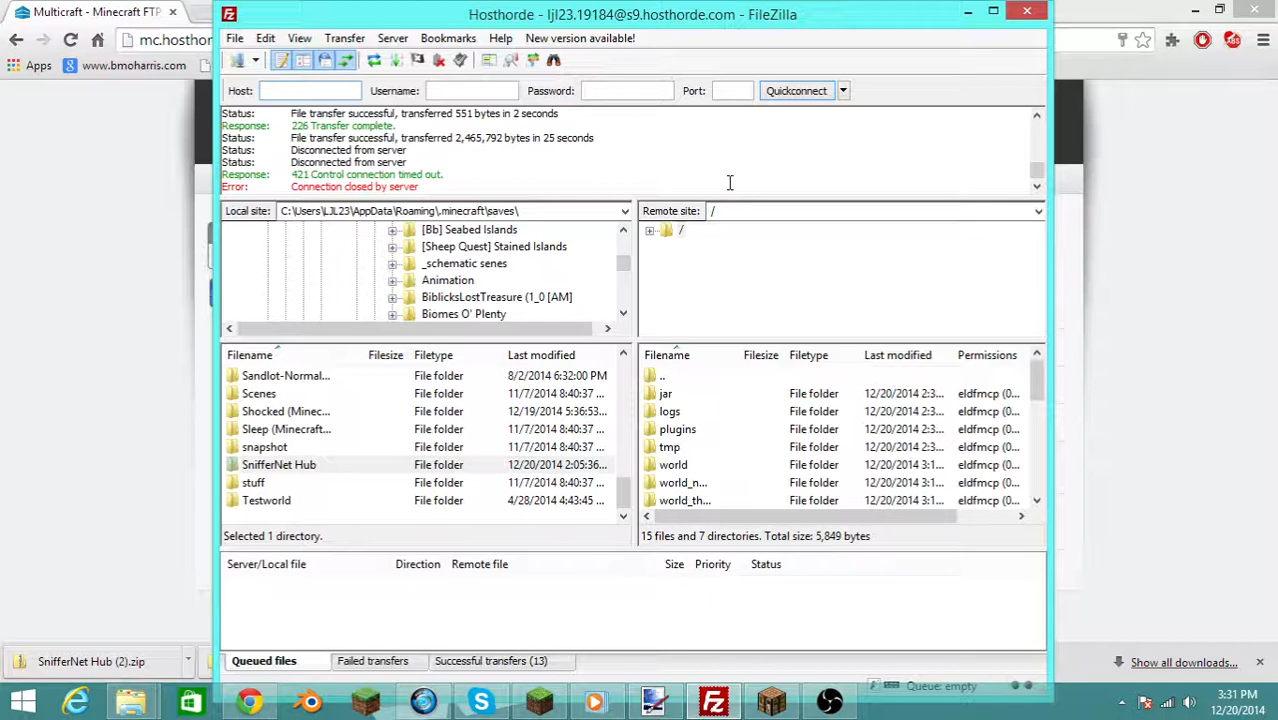 Multicraft - Minecraft FTP
Hosthorde - ljl23.19184@s9.hosthorde.com - FileZilla
mc.hosthor
File Edit View Transfer Server Bookmarks Help New version available!
Apps www.bmoharris.com
Host: Username: Password: Port: Quickconnect
Status: File transfer successful, transferred 551 bytes in 2 seconds
Response: 226 Transfer complete.
Status: File transfer successful, transferred 2,465,792 bytes in 25 seconds
Status: Disconnected from server
Status: Disconnected from server
Response: 421 Control connection timed out.
Error: Connection closed by server
Local site: C:\Users\LJL23\AppData\Roaming\.minecraft\saves\
Remote site: /
[Bb] Seabed Islands
/
[Sheep Quest] Stained Islands
_schematic senes
Animation
BiblicksLostTreasure (1_0 [AM]
Biomes O' Plenty
Filename Filesize Filetype Last modified
Sandlot-Normal... File folder 8/2/2014 6:32:00 PM
Scenes File folder 11/7/2014 8:40:37 ...
Shocked (Minec... File folder 12/19/2014 5:36:53...
Sleep (Minecraft... File folder 11/7/2014 8:40:37 ...
snapshot File folder 11/7/2014 8:40:37 ...
SnifferNet Hub File folder 12/20/2014 2:05:36...
stuff File folder 11/7/2014 8:40:37 ...
Testworld File folder 4/28/2014 4:43:45 ...
Selected 1 directory.
Filename Filesize Filetype Last modified Permissions
..
jar File folder 12/20/2014 2:3... eldfmcp (0...
logs File folder 12/20/2014 2:3... eldfmcp (0...
plugins File folder 12/20/2014 2:3... eldfmcp (0...
tmp File folder 12/20/2014 2:3... eldfmcp (0...
world File folder 12/20/2014 3:1... eldfmcp (0...
world_n... File folder 12/20/2014 3:1... eldfmcp (0...
world_th... File folder 12/20/2014 3:1... eldfmcp (0...
15 files and 7 directories. Total size: 5,849 bytes
Server/Local file Direction Remote file Size Priority Status
Queued files Failed transfers Successful transfers (13)
SnifferNet Hub (2).zip
Show all downloads...
Queue: empty
3:31 PM
12/20/2014